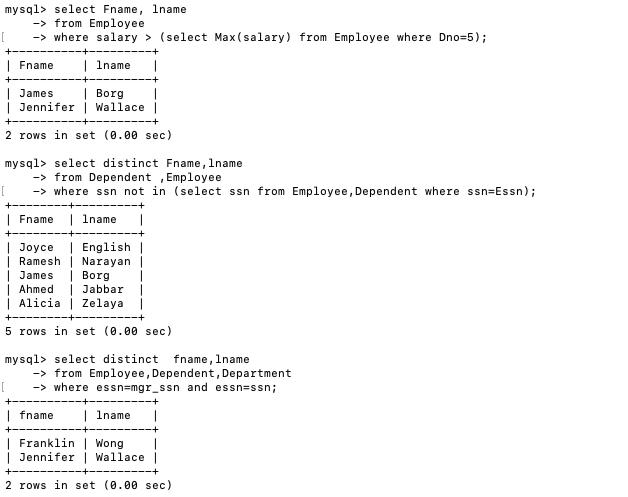 mysql> select Fname, lname
    -> from Employee
[    -> where salary > (select Max(salary) from Employee where Dno=5);
+----------+---------+
| Fname    | lname   |
+----------+---------+
| James    | Borg    |
| Jennifer | Wallace |
+----------+---------+
2 rows in set (0.00 sec)

mysql> select distinct Fname,lname
    -> from Dependent ,Employee
[    -> where ssn not in (select ssn from Employee,Dependent where ssn=Essn);
+--------+---------+
| Fname  | lname   |
+--------+---------+
| Joyce  | English |
| Ramesh | Narayan |
| James  | Borg    |
| Ahmed  | Jabbar  |
| Alicia | Zelaya  |
+--------+---------+
5 rows in set (0.00 sec)

mysql> select distinct  fname,lname
    -> from Employee,Dependent,Department
[    -> where essn=mgr_ssn and essn=ssn;
+----------+---------+
| fname    | lname   |
+----------+---------+
| Franklin | Wong    |
| Jennifer | Wallace |
+----------+---------+
2 rows in set (0.00 sec)